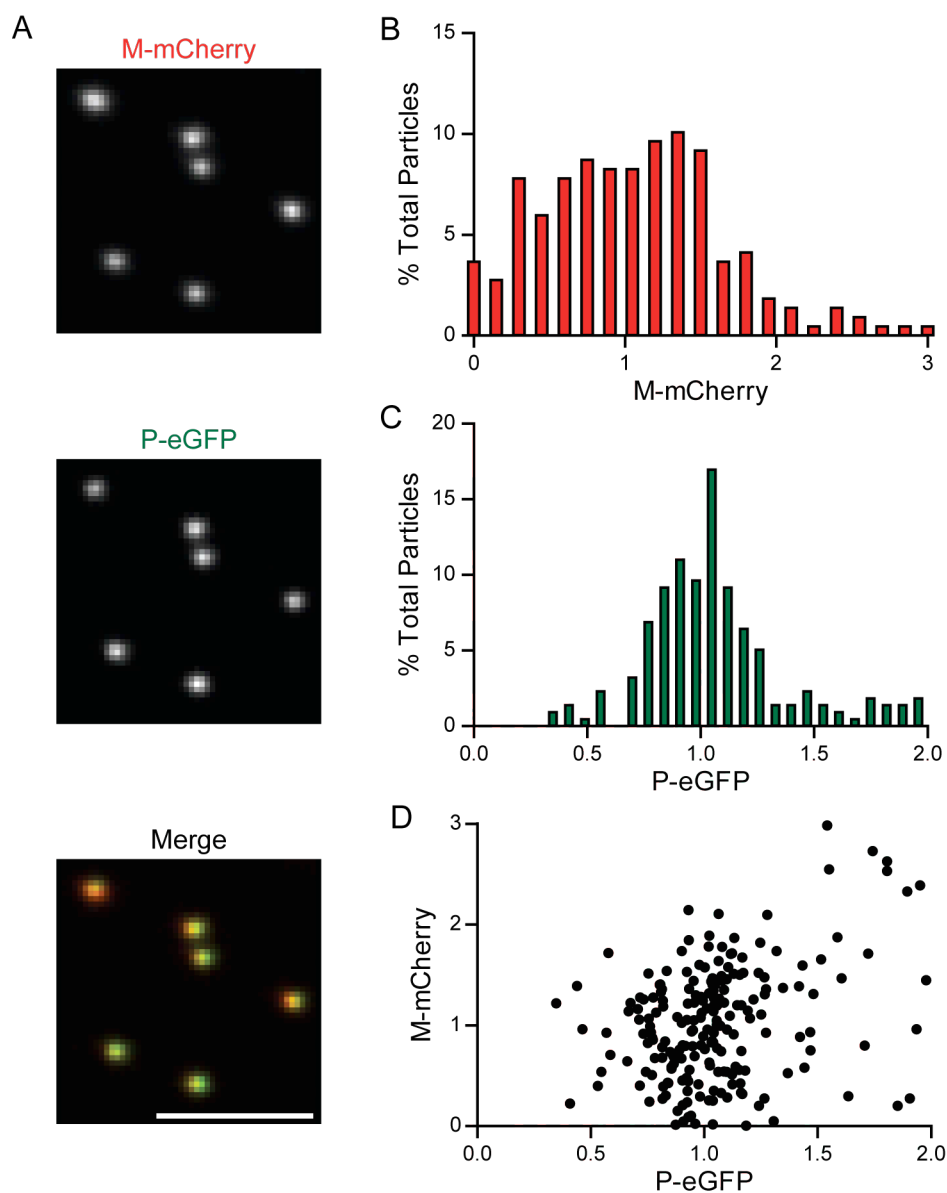 A
M-mCherry
P-eGFP
Merge
B
15
10
5
0
% Total Particles
0 1 2 3
M-mCherry
C
20
15
10
5
0
% Total Particles
0.0 0.5 1.0 1.5 2.0
P-eGFP
D
3
2
1
0
M-mCherry
0.0 0.5 1.0 1.5 2.0
P-eGFP